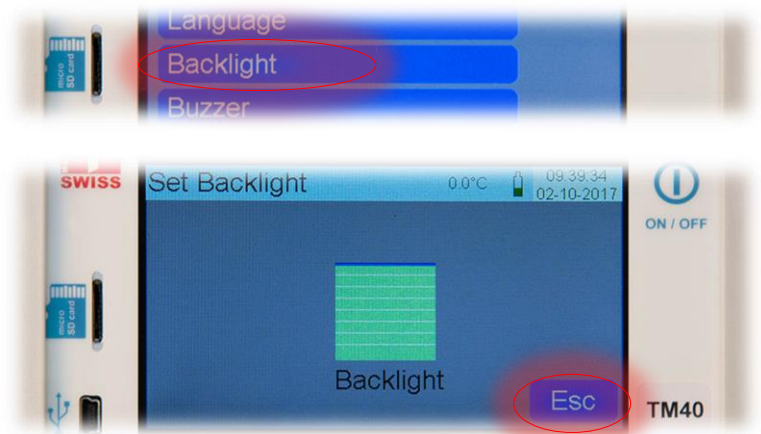 Language
Backlight
Buzzer
micro
SD card
SWISS
Set Backlight
0.0°C
09:39:34
02-10-2017
ON / OFF
micro
SD card
Backlight
Esc
TM40